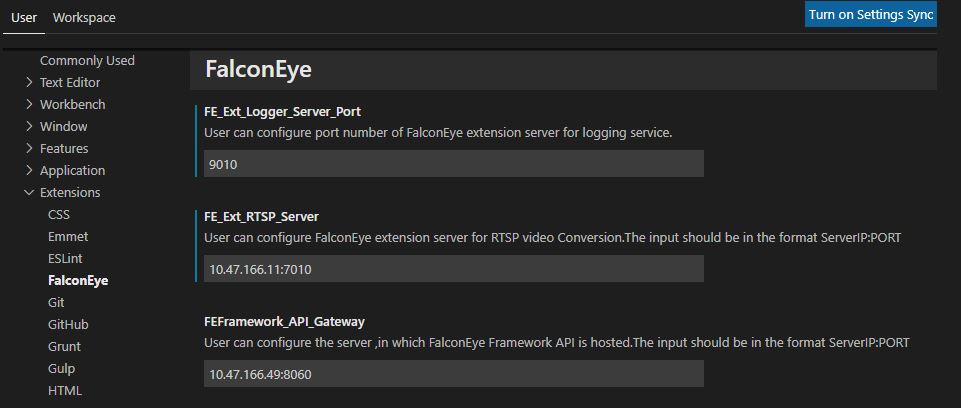 User Workspace
Turn on Settings Sync
Commonly Used
Text Editor
Workbench
Window
Features
Application
Extensions
CSS
Emmet
ESLint
FalconEye
Git
GitHub
Grunt
Gulp
HTML
FalconEye
FE_Ext_Logger_Server_Port
User can configure port number of FalconEye extension server for logging service.
9010
FE_Ext_RTSP_Server
User can configure FalconEye extension server for RTSP video Conversion.The input should be in the format ServerIP:PORT
10.47.166.11:7010
FEFramework_API_Gateway
User can configure the server ,in which FalconEye Framework API is hosted.The input should be in the format ServerIP:PORT
10.47.166.49:8060